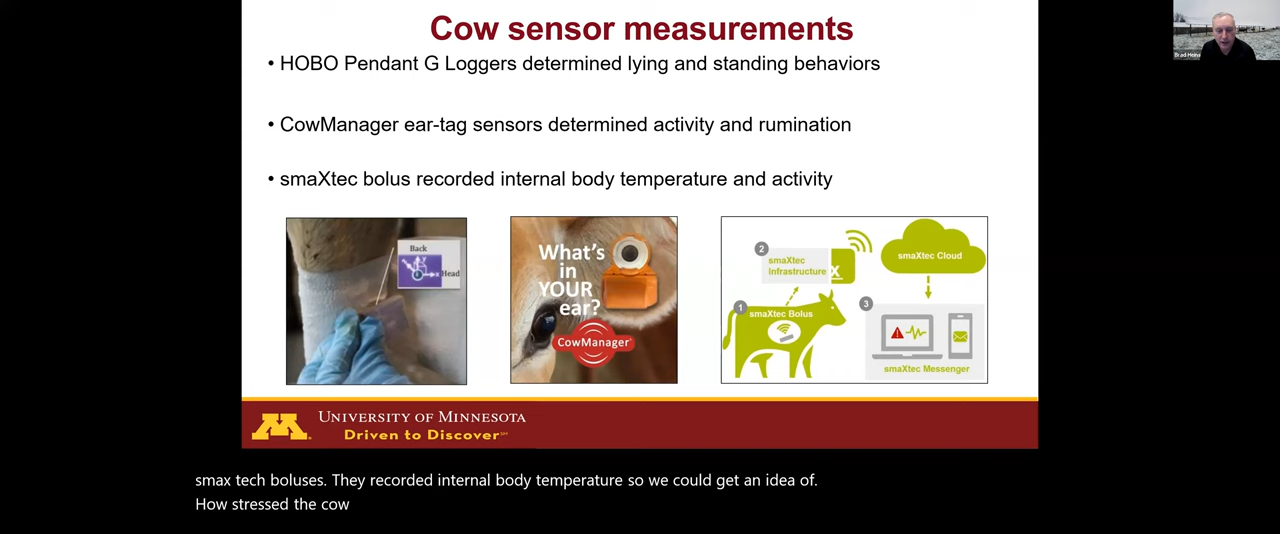 Cow sensor measurements
• HOBO Pendant G Loggers determined lying and standing behaviors
• CowManager ear-tag sensors determined activity and rumination
• smaXtec bolus recorded internal body temperature and activity
Back
Head
What's
in
YOUR
ear?
CowManager
2
smaXtec
Infrastructure
smaXtec Cloud
1
smaXtec Bolus
3
smaXtec Messenger
UNIVERSITY OF MINNESOTA
Driven to Discover℠
Brad Heins
smax tech boluses. They recorded internal body temperature so we could get an idea of.
How stressed the cow